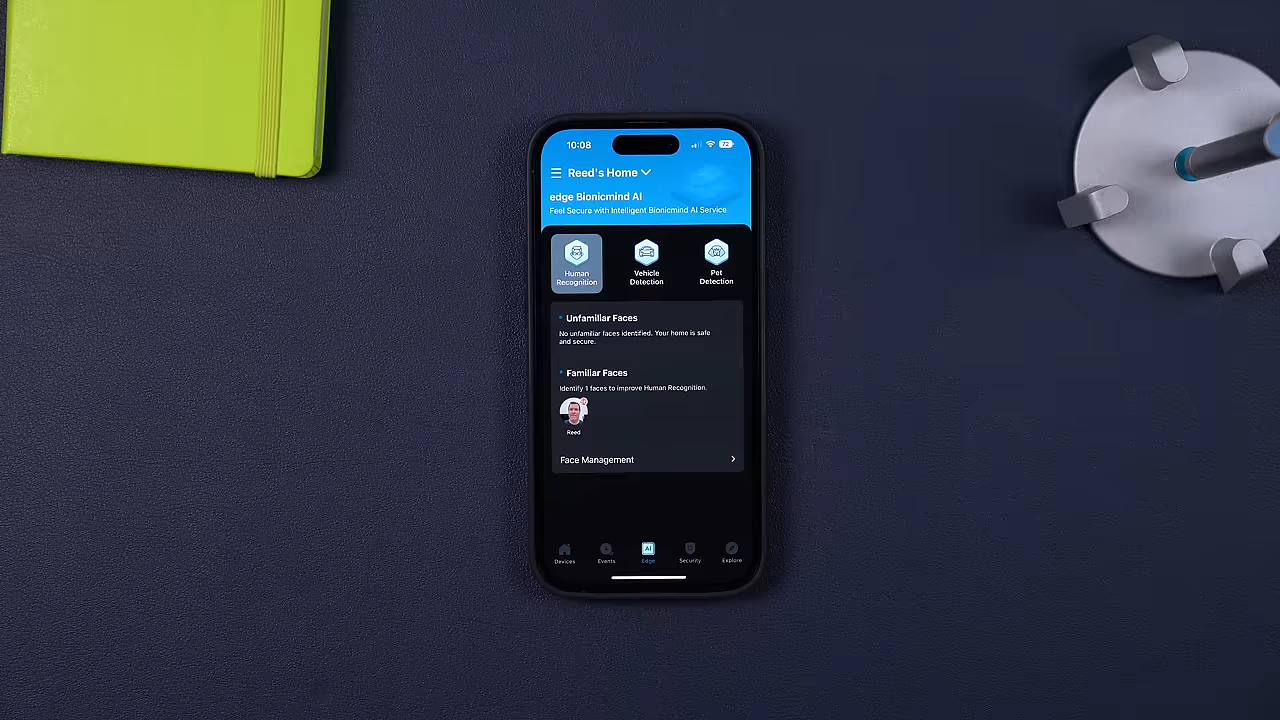 10:08
72
Reed's Home
edge Bionicmind AI
Feel Secure with Intelligent Bionicmind AI Service
Human
Recognition
Vehicle
Detection
Pet
Detection
Unfamiliar Faces
No unfamiliar faces identified. Your home is safe
and secure.
Familiar Faces
Identify 1 faces to improve Human Recognition.
Reed
Face Management
AI
Devices
Events
Edge
Security
Explore